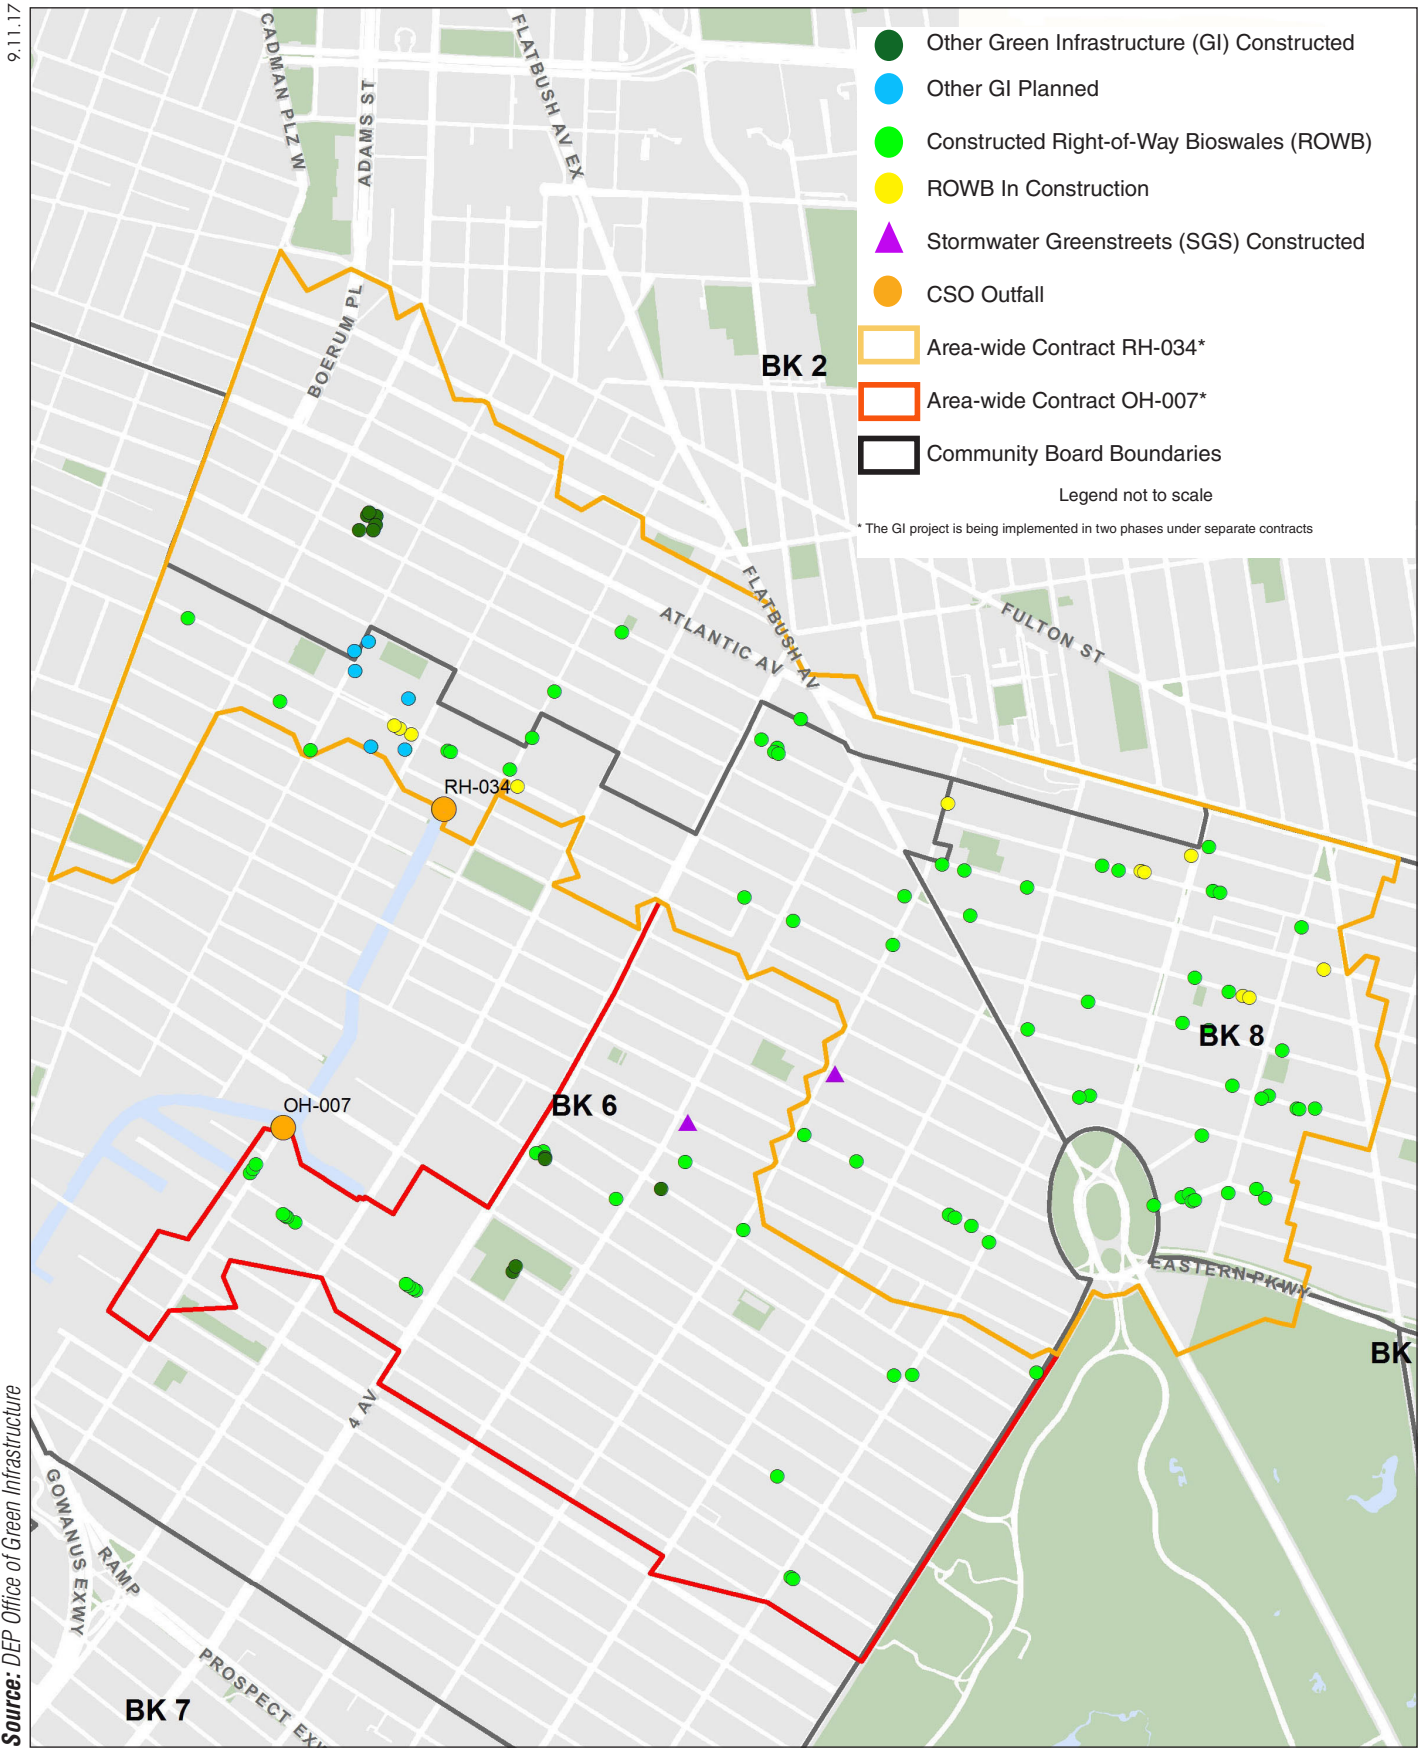 9.11.17
CADMAN PLZ W
ADAMS ST
FLATBUSH AV EX
Other Green Infrastructure (GI) Constructed
Other GI Planned
Constructed Right-of-Way Bioswales (ROWB)
ROWB In Construction
Stormwater Greenstreets (SGS) Constructed
CSO Outfall
Area-wide Contract RH-034*
Area-wide Contract OH-007*
Community Board Boundaries
Legend not to scale
* The GI project is being implemented in two phases under separate contracts
BOERUM PL
BK 2
FLATBUSH AV
ATLANTIC AV
FULTON ST
RH-034
BK 8
OH-007
BK 6
EASTERN PKWY
BK
4 AV
GOWANUS EXWY
RAMP
PROSPECT EXW
BK 7
Source: DEP Office of Green Infrastructure